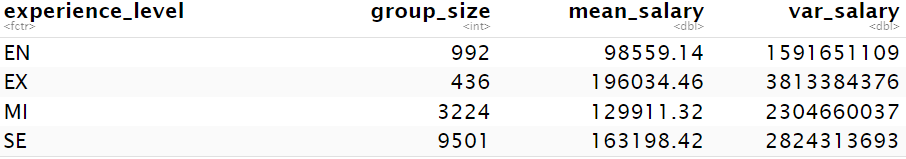 experience_level group_size mean_salary var_salary
<fctr> <int> <dbl> <dbl>
EN 992 98559.14 1591651109
EX 436 196034.46 3813384376
MI 3224 129911.32 2304660037
SE 9501 163198.42 2824313693